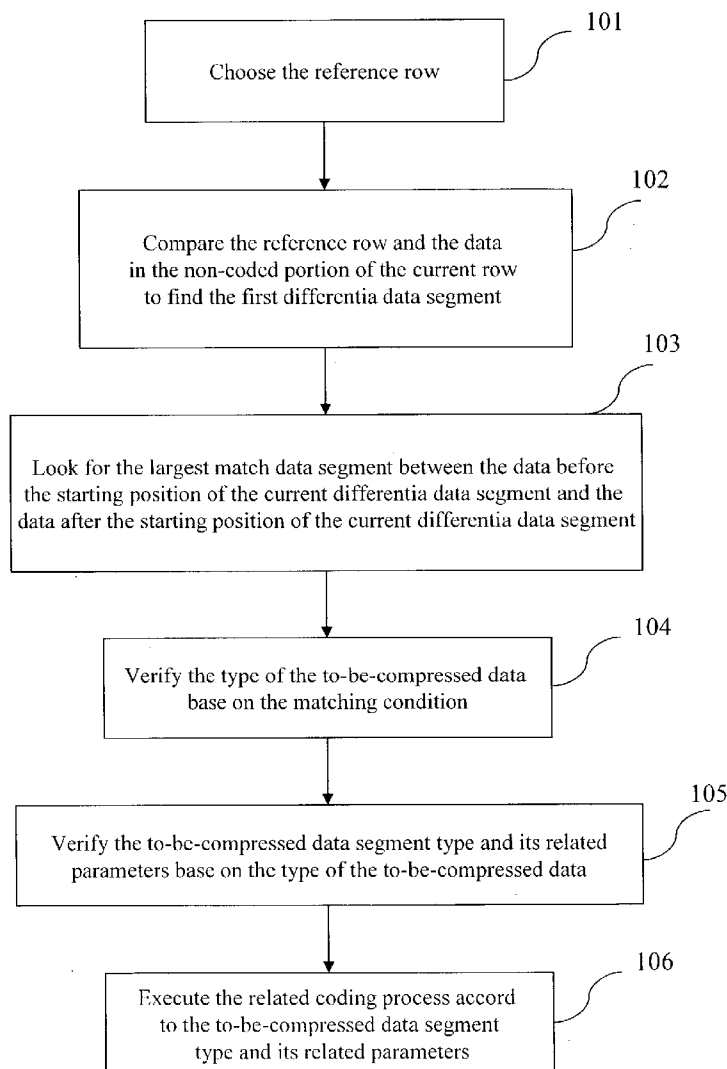 101
Choose the reference row
102
Compare the reference row and the data
in the non-coded portion of the current row
to find the first differentia data segment
103
Look for the largest match data segment between the data before
the starting position of the current differentia data segment and the
data after the starting position of the current differentia data segment
104
Verify the type of the to-be-compressed data
base on the matching condition
105
Verify the to-be-compressed data segment type and its related
parameters base on the type of the to-be-compressed data
106
Execute the related coding process accord
to the to-be-compressed data segment
type and its related parameters